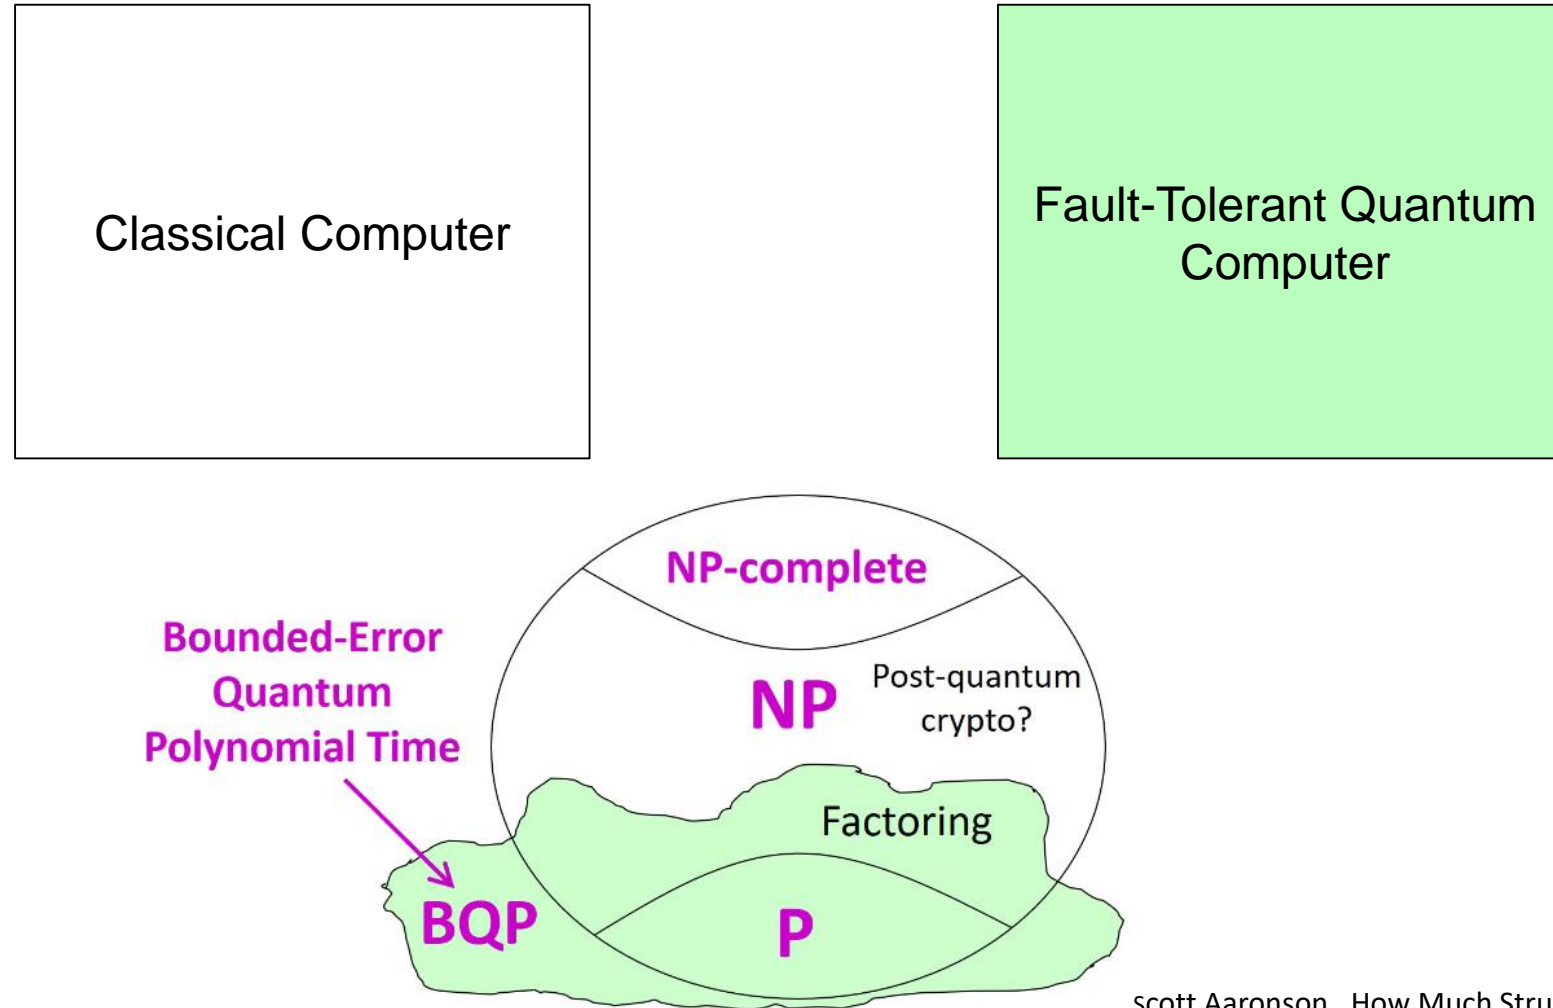 Classical Computer
Fault-Tolerant Quantum
Computer
NP-complete
Bounded-Error
Quantum
Polynomial Time
NP
Post-quantum
crypto?
Factoring
BQP
P
scott Aaronson, How Much